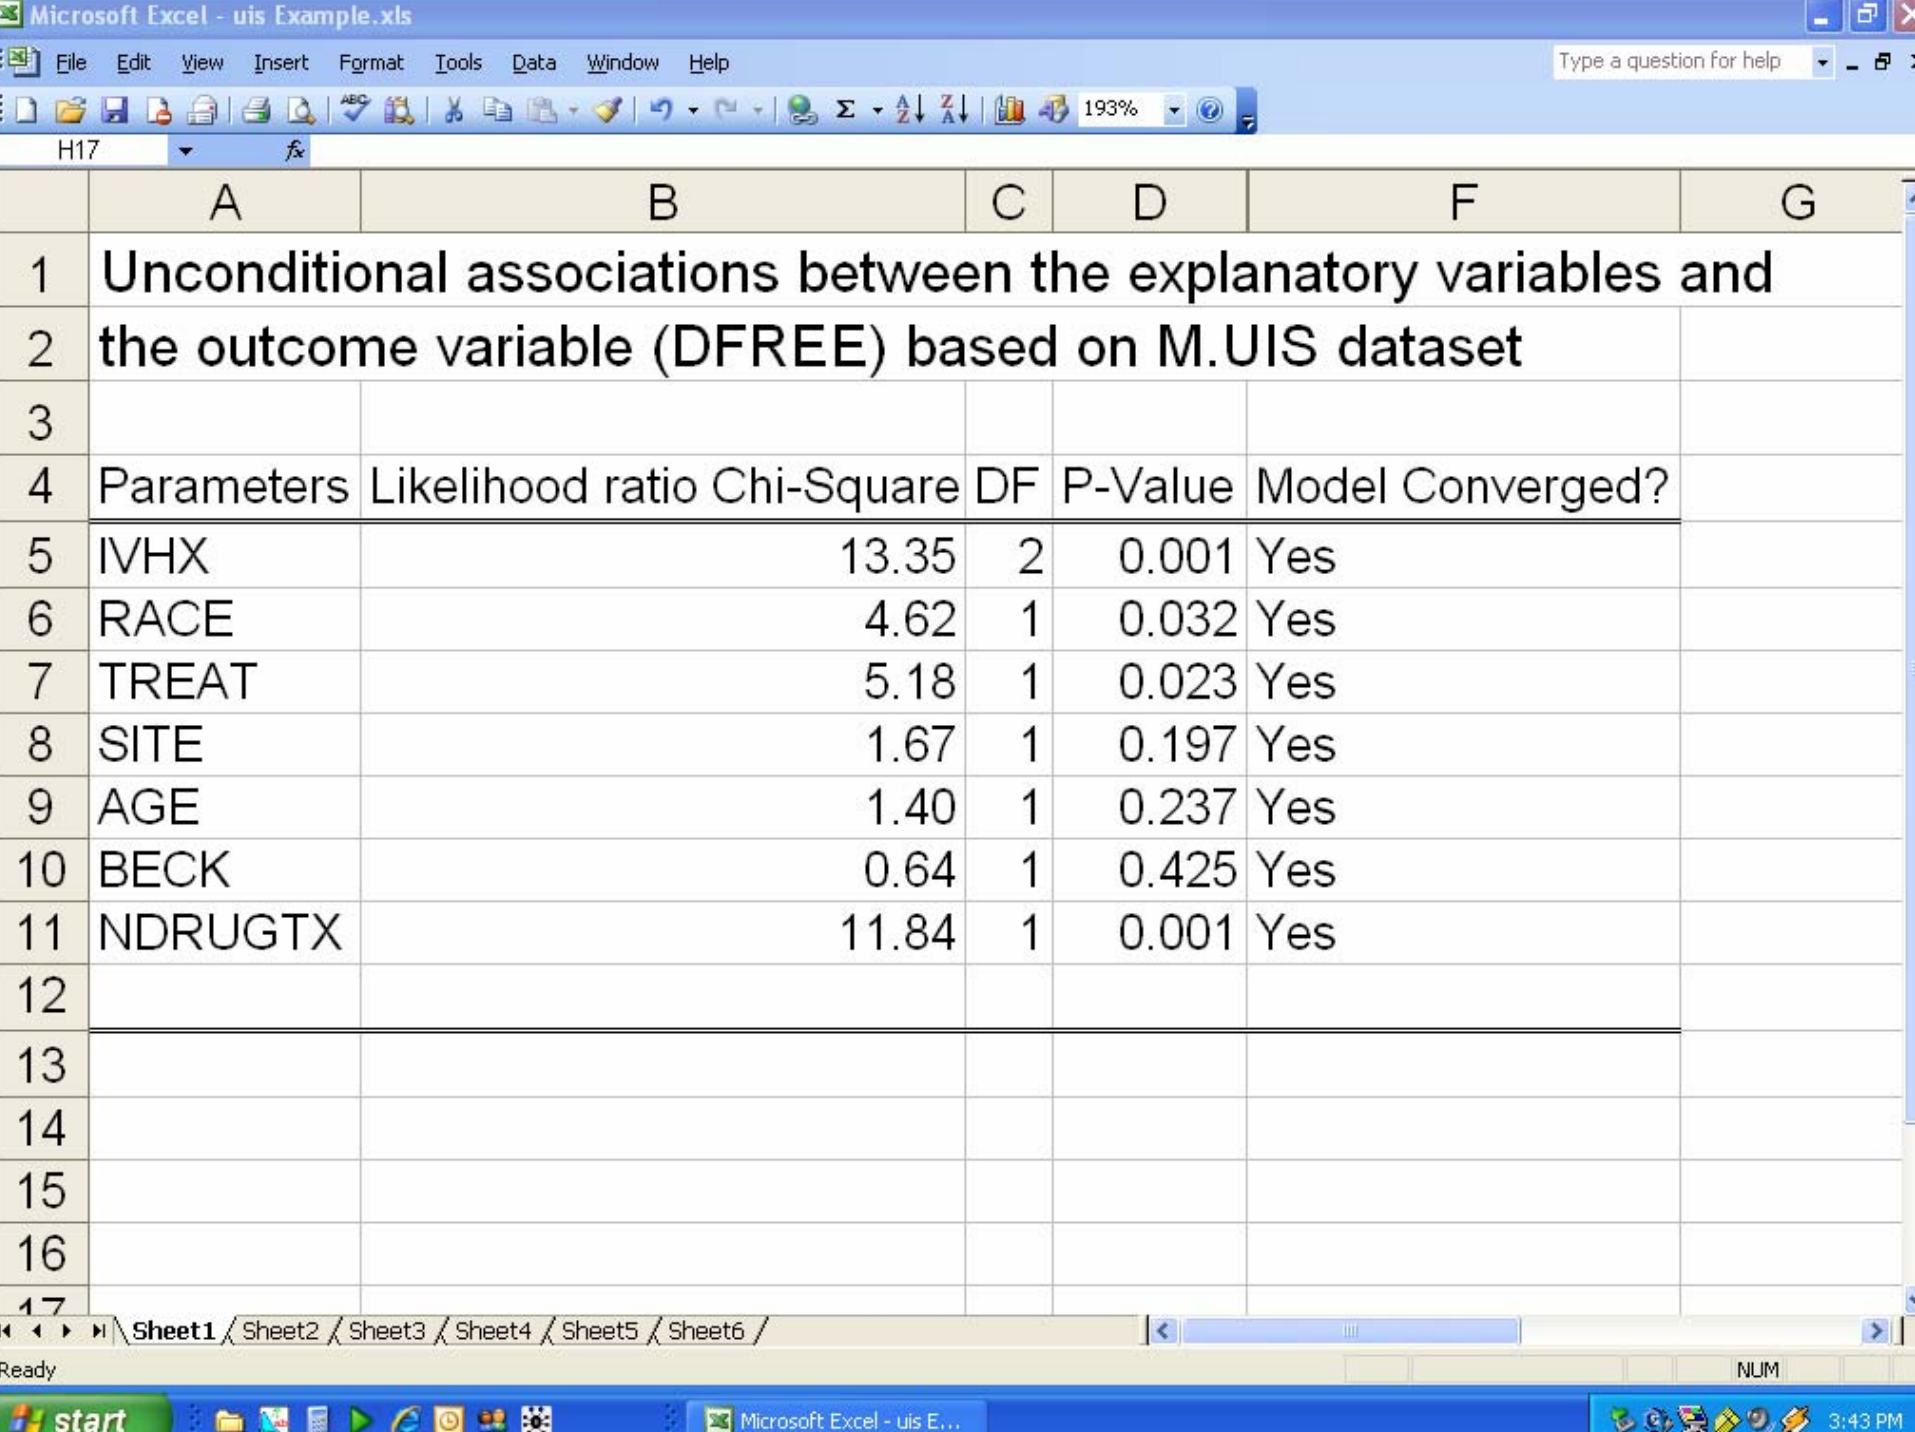 Microsoft Excel - uis Example.xls
File Edit View Insert Format Tools Data Window Help Type a question for help
ABC Σ A Z Z A 193%
H17 fx
A B C D F G
1 Unconditional associations between the explanatory variables and
2 the outcome variable (DFREE) based on M.UIS dataset
3
4 Parameters Likelihood ratio Chi-Square DF P-Value Model Converged?
5 IVHX 13.35 2 0.001 Yes
6 RACE 4.62 1 0.032 Yes
7 TREAT 5.18 1 0.023 Yes
8 SITE 1.67 1 0.197 Yes
9 AGE 1.40 1 0.237 Yes
10 BECK 0.64 1 0.425 Yes
11 NDRUGTX 11.84 1 0.001 Yes
12
13
14
15
16
17
Sheet1 Sheet2 Sheet3 Sheet4 Sheet5 Sheet6
Ready NUM
start Microsoft Excel - uis E... 3:43 PM